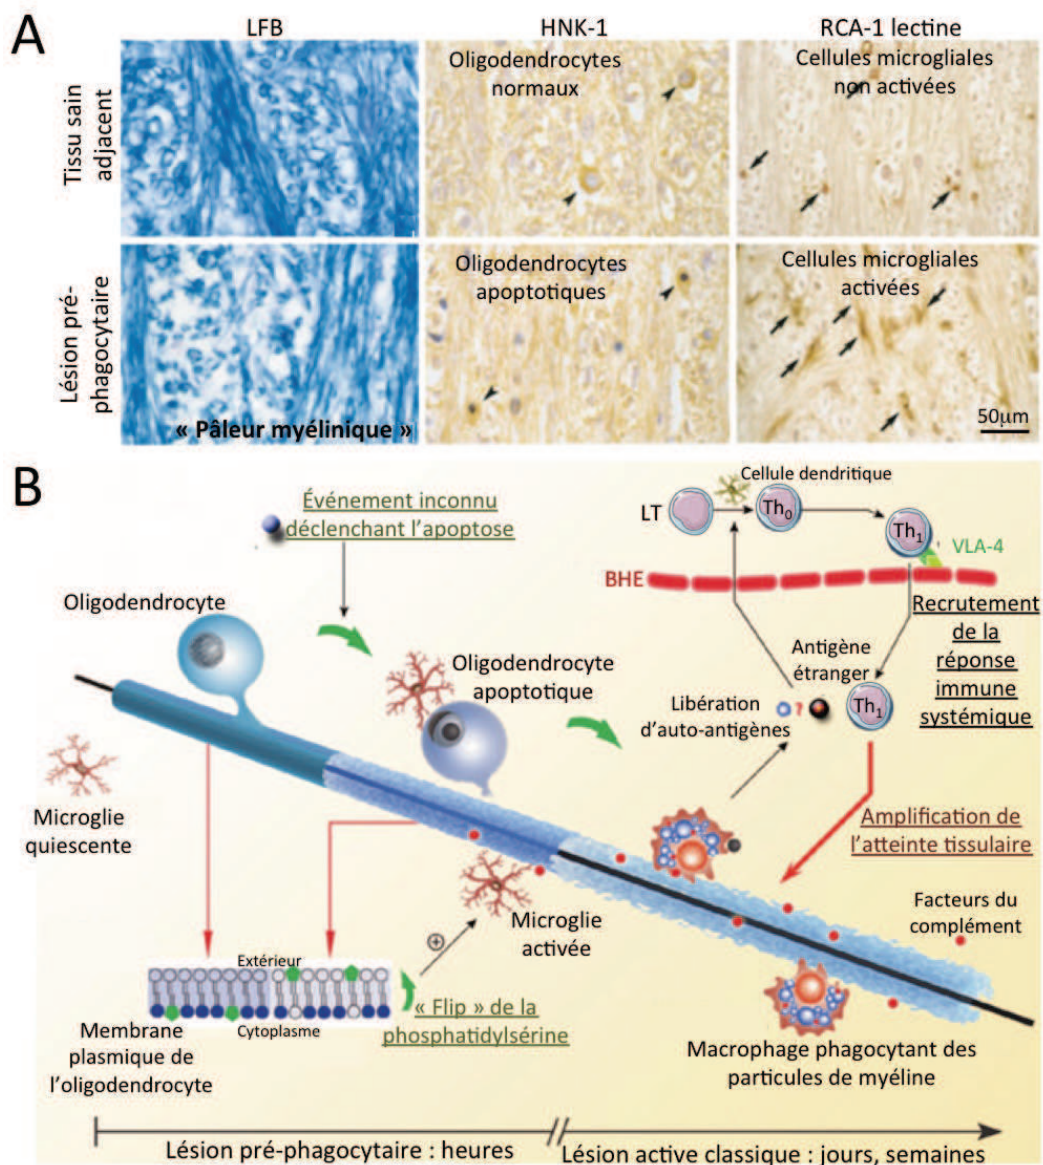 A
LFB
HNK-1
RCA-1 lectine
Tissu sain
adjacent
Oligodendrocytes
normaux
Cellules microgliales
non activées
Lésion pré-
phagocytaire
« Pâleur myélinique »
Oligodendrocytes
apoptotiques
Cellules microgliales
activées
50μm
B
Événement inconnu
déclenchant l'apoptose
Cellule dendritique
LT
Th0
Th1
VLA-4
BHE
Recrutement
de la
réponse
immune
systémique
Oligodendrocyte
Oligodendrocyte
apoptotique
Antigène
étranger
Libération
d'auto-antigènes
?
Th1
Microglie
quiescente
Amplification de
l'atteinte tissulaire
Microglie
activée
Facteurs du
complément
+
Extérieur
Cytoplasme
« Flip » de la
phosphatidylsérine
Membrane
plasmique de
l'oligodendrocyte
Macrophage phagocytant des
particules de myéline
Lésion pré-phagocytaire : heures
Lésion active classique : jours, semaines